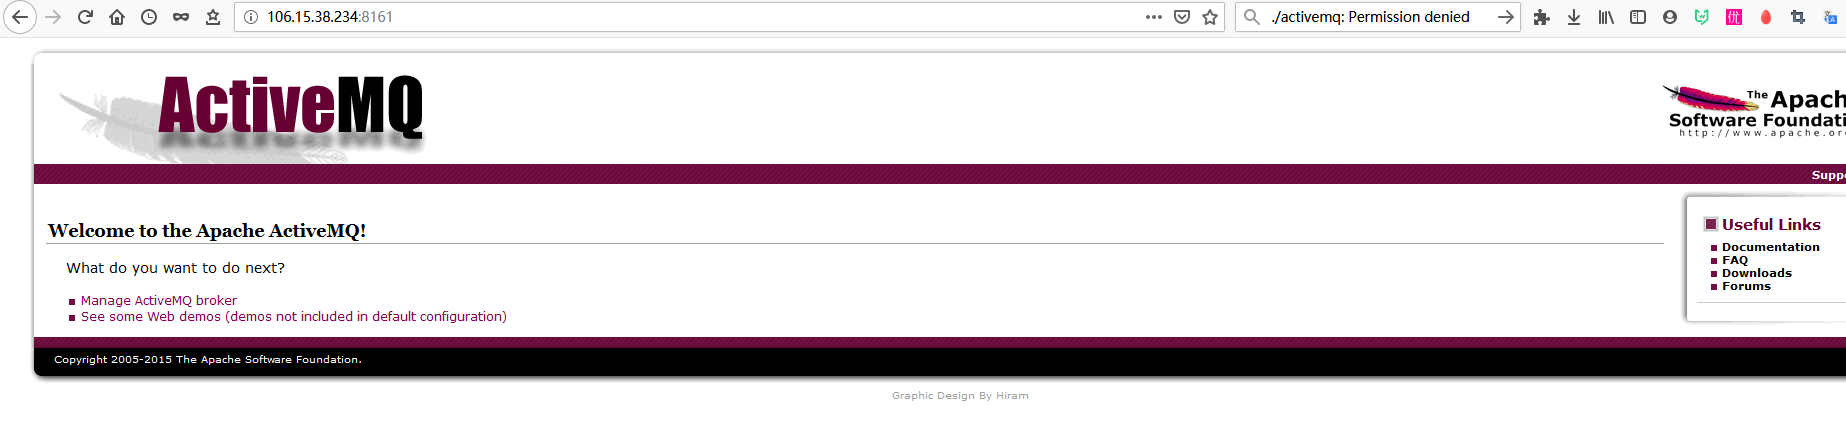 106.15.38.234:8161
./activemq: Permission denied
ActiveMQ
The Apach
Software Foundati
http://www.apache.or
Supp
Welcome to the Apache ActiveMQ!
What do you want to do next?
Manage ActiveMQ broker
See some Web demos (demos not included in default configuration)
Useful Links
Documentation
FAQ
Downloads
Forums
Copyright 2005-2015 The Apache Software Foundation.
Graphic Design By Hiram